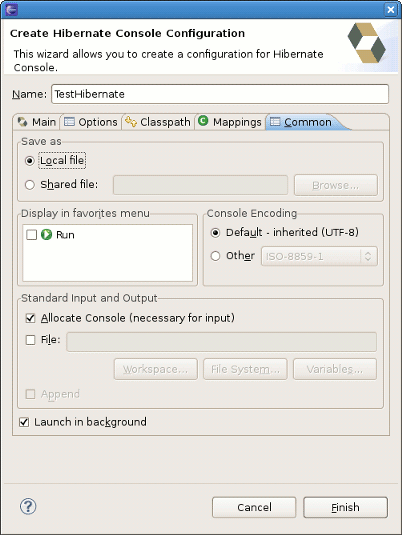 Create Hibernate Console Configuration
This wizard allows you to create a configuration for Hibernate
Console.
Name: TestHibernate
Main Options Classpath C Mappings Common
Save as
Local file
Shared file: Browse...
Display in favorites menu
Run
Console Encoding
Default - inherited (UTF-8)
Other ISO-8859-1
Standard Input and Output
Allocate Console (necessary for input)
File:
Workspace... File System... Variables...
Append
Launch in background
? Cancel Finish